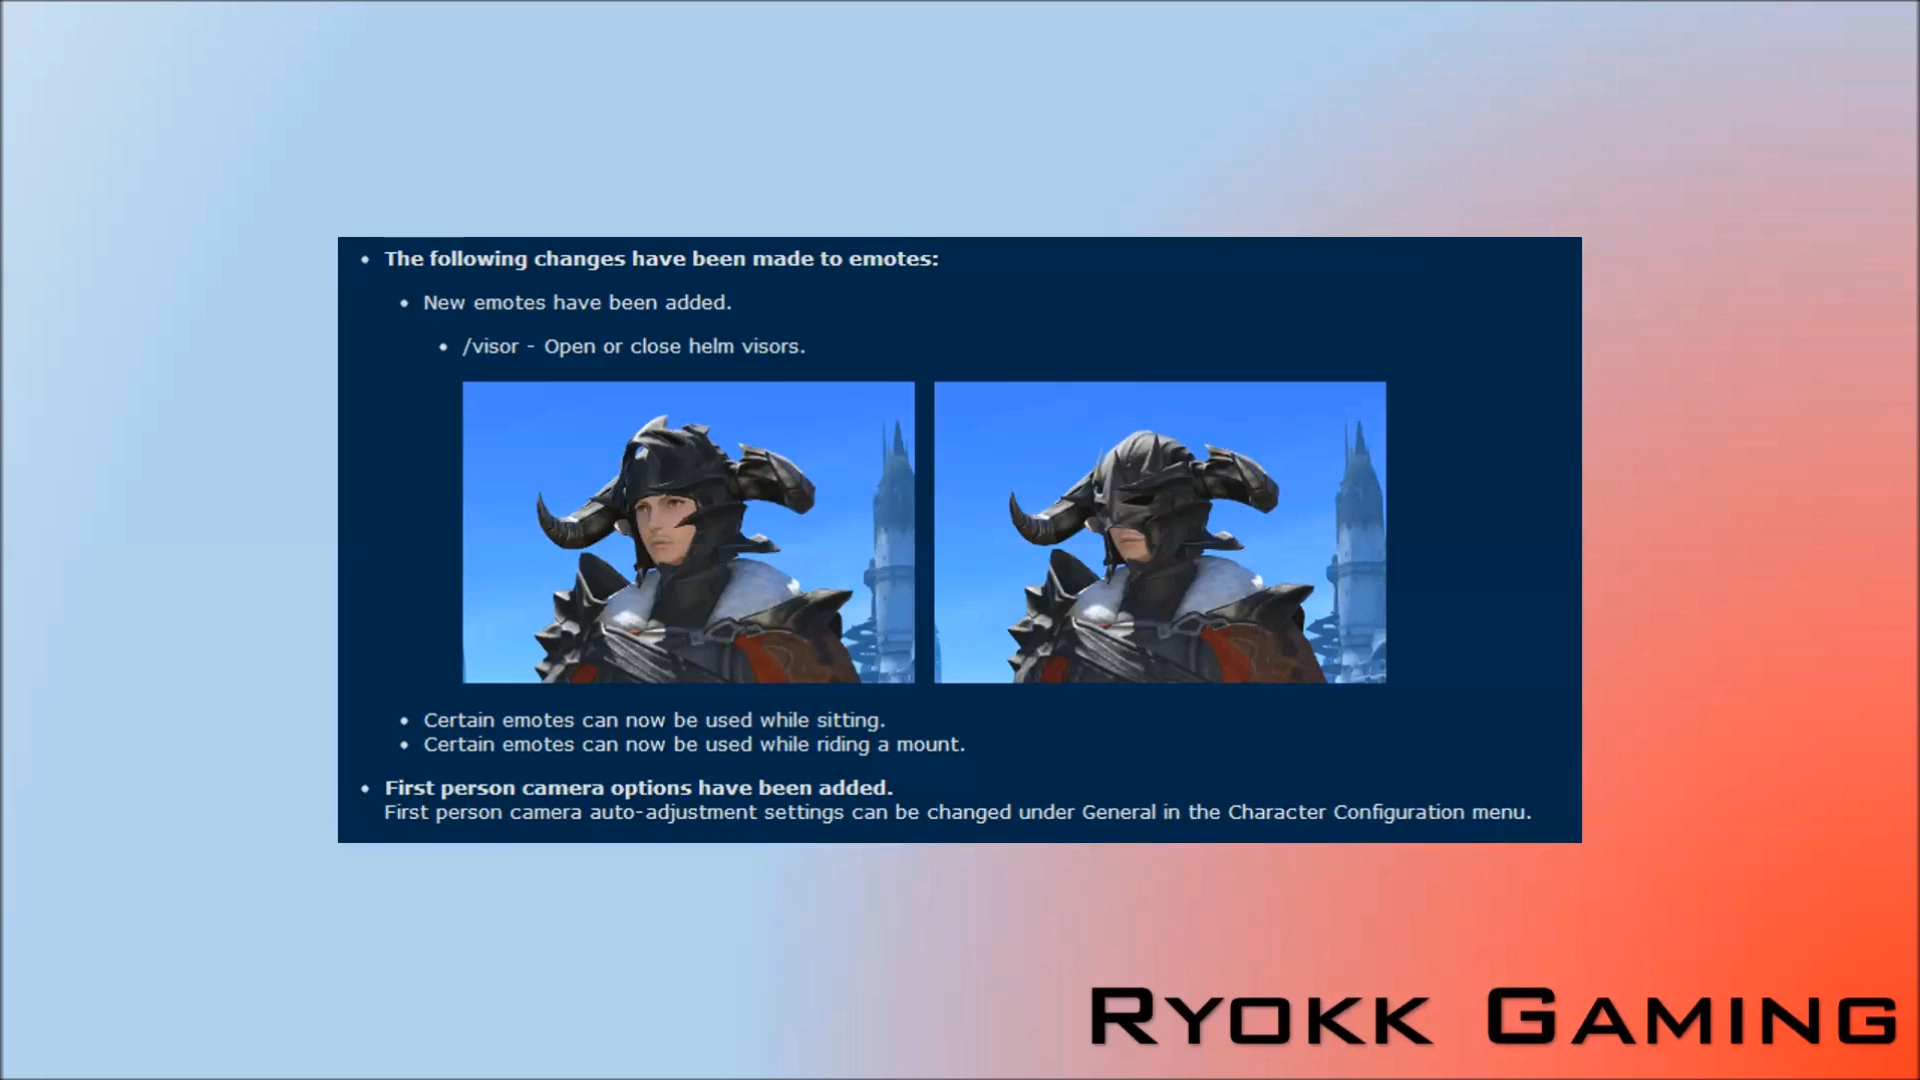 The following changes have been made to emotes:
New emotes have been added.
/visor - Open or close helm visors.
Certain emotes can now be used while sitting.
Certain emotes can now be used while riding a mount.
First person camera options have been added.
First person camera auto-adjustment settings can be changed under General in the Character Configuration menu.
Ryokk Gaming